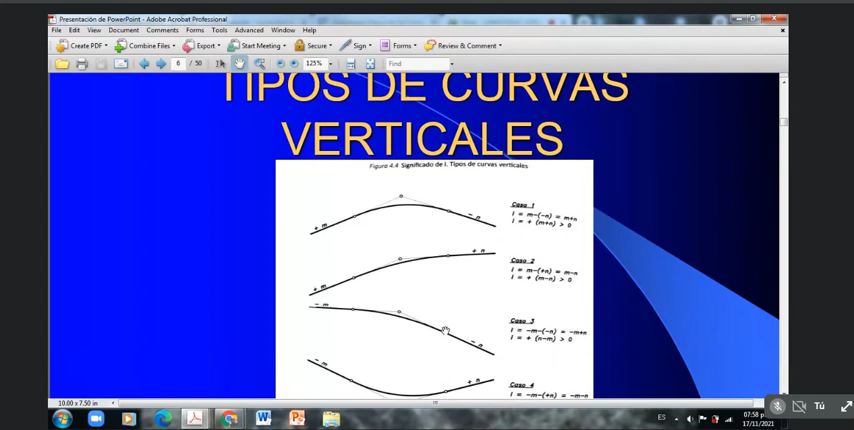 Presentación de PowerPoint - Adobe Acrobat Professional
File Edit View Document Comments Forms Tools Advanced Window Help
Create PDF Combine Files Export Start Meeting Secure Sign Forms Review & Comment
6 / 50 125% Find
TIPOS DE CURVAS
VERTICALES
Figura 4.4 Significado de I. Tipos de curvas verticales
+ m - n
Caso 1
I = m-(-n) = m+n
I = + (m+n) > 0
+ m + n
Caso 2
I = m-(+n) = m-n
I = + (m-n) > 0
- m - n
Caso 3
I = -m-(-n) = -m+n
I = + (n-m) > 0
- m + n
Caso 4
I = -m-(+n) = -m-n
10.00 x 7.50 in
ES 07:58 p.
17/11/2021
Tú